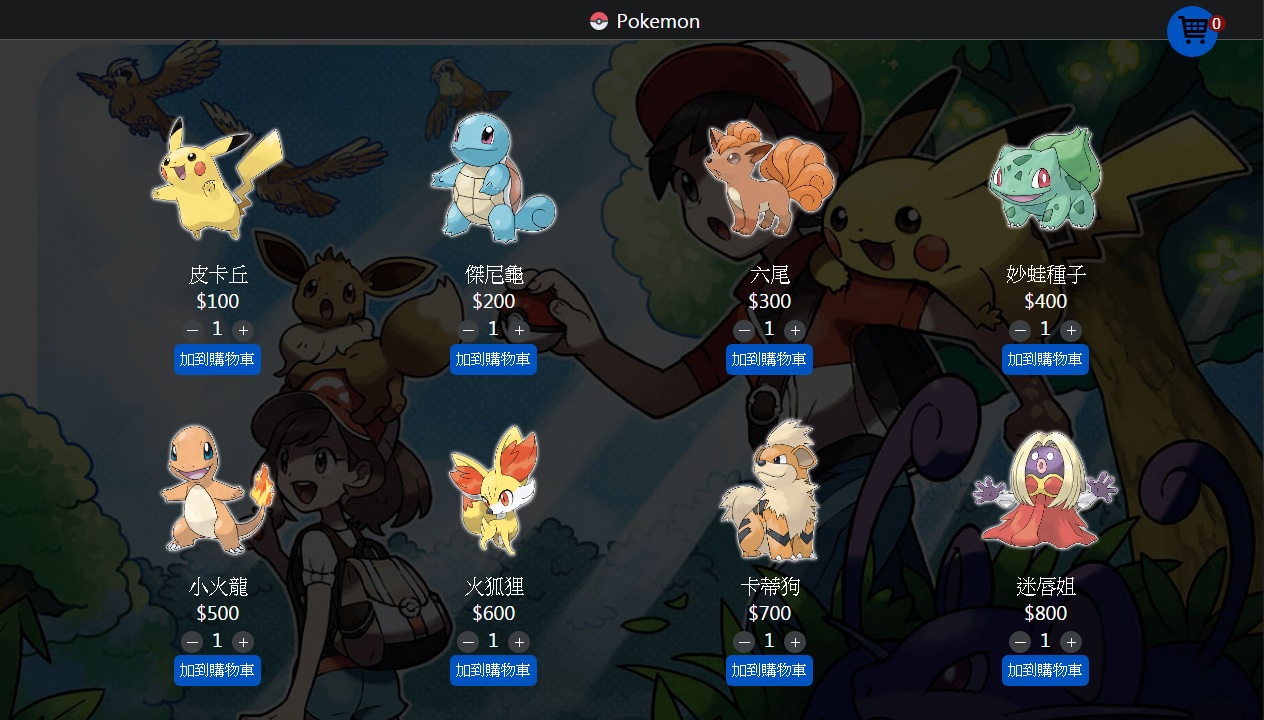 Pokemon
0
皮卡丘
$100
1
加到購物車
傑尼龜
$200
1
加到購物車
六尾
$300
1
加到購物車
妙蛙種子
$400
1
加到購物車
小火龍
$500
1
加到購物車
火狐狸
$600
1
加到購物車
卡蒂狗
$700
1
加到購物車
迷唇姐
$800
1
加到購物車